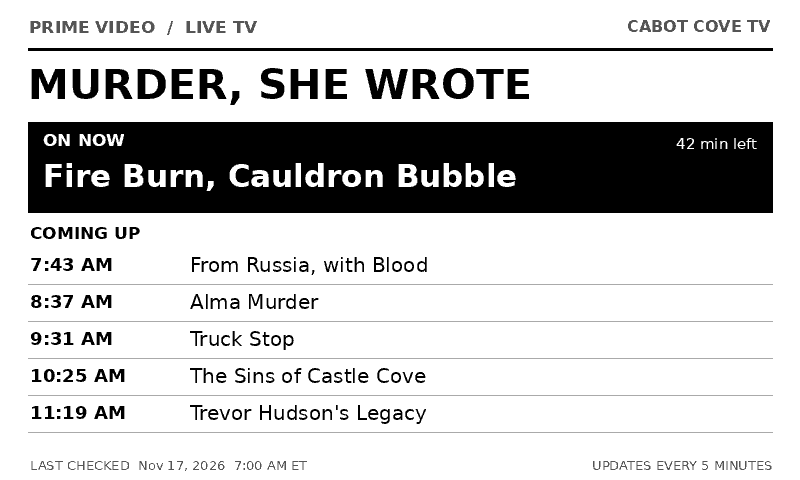 PRIME VIDEO / LIVE TV
CABOT COVE TV
MURDER, SHE WROTE
ON NOW
42 min left
Fire Burn, Cauldron Bubble
COMING UP
7:43 AM From Russia, with Blood
8:37 AM Alma Murder
9:31 AM Truck Stop
10:25 AM The Sins of Castle Cove
11:19 AM Trevor Hudson's Legacy
LAST CHECKED Nov 17, 2026 7:00 AM ET
UPDATES EVERY 5 MINUTES